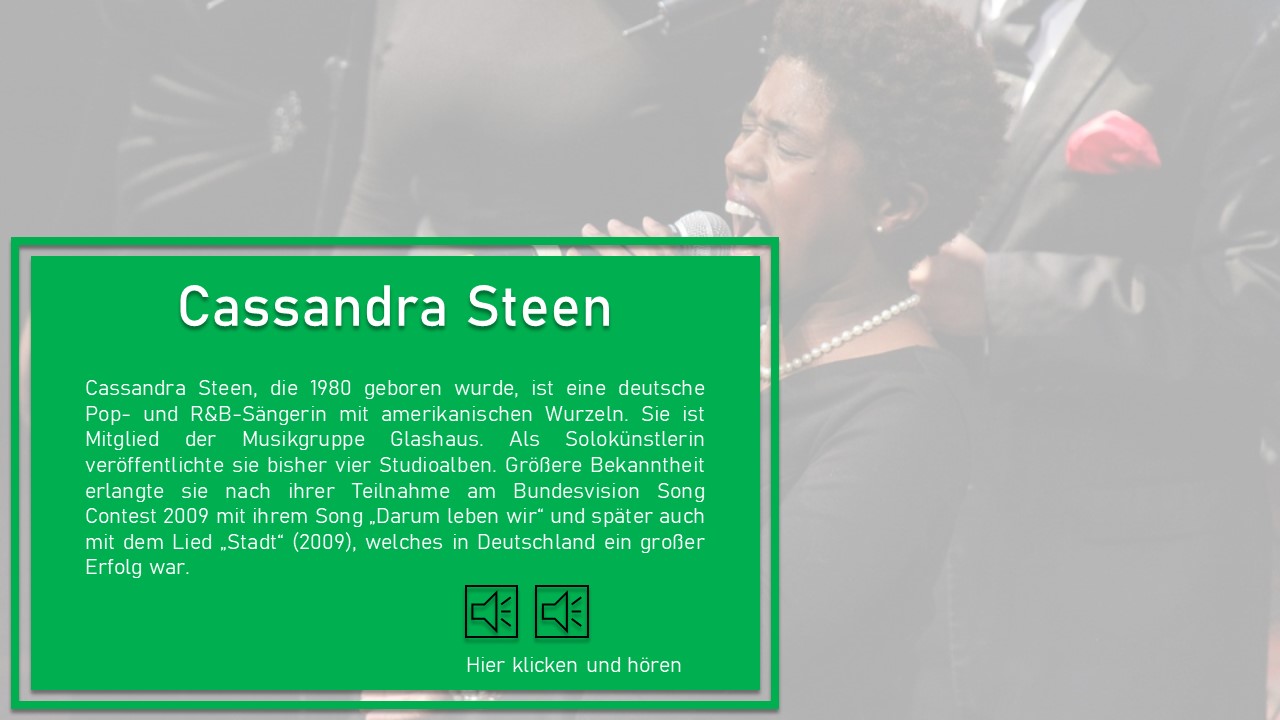 Cassandra Steen
Cassandra Steen, die 1980 geboren wurde, ist eine deutsche
Pop- und R&B-Sängerin mit amerikanischen Wurzeln. Sie ist
Mitglied der Musikgruppe Glashaus. Als Solokünstlerin
veröffentlichte sie bisher vier Studioalben. Größere Bekanntheit
erlangte sie nach ihrer Teilnahme am Bundesvision Song
Contest 2009 mit ihrem Song „Darum leben wir“ und später auch
mit dem Lied „Stadt“ (2009), welches in Deutschland ein großer
Erfolg war.
Hier klicken und hören